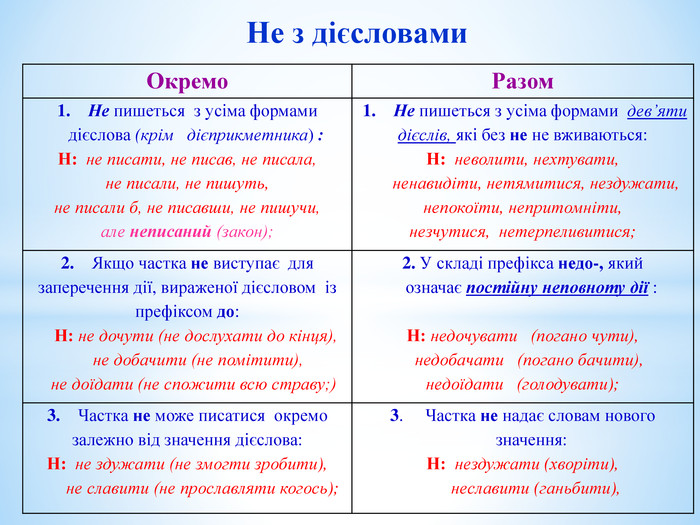 Не з дієсловами
Окремо
Разом
1. Не пишеться з усіма формами
дієслова (крім дієприкметника) :
Н: не писати, не писав, не писала,
не писали, не пишуть,
не писали б, не писавши, не пишучи,
але неписаний (закон);
1. Не пишеться з усіма формами дев’яти
дієслів, які без не не вживаються:
Н: неволити, нехтувати,
ненавидіти, нетямитися, нездужати,
непокоїти, непритомніти,
незчутися, нетерпеливитися;
2. Якщо частка не виступає для
заперечення дії, вираженої дієсловом із
префіксом до:
Н: не дочути (не дослухати до кінця),
не добачити (не помітити),
не доїдати (не спожити всю страву;)
2. У складі префікса недо-, який
означає постійну неповноту дії :
Н: недочувати (погано чути),
недобачати (погано бачити),
недоїдати (голодувати);
3. Частка не може писатися окремо
залежно від значення дієслова:
Н: не здужати (не змогти зробити),
не славити (не прославляти когось);
3. Частка не надає словам нового
значення:
Н: нездужати (хворіти),
неславити (ганьбити),